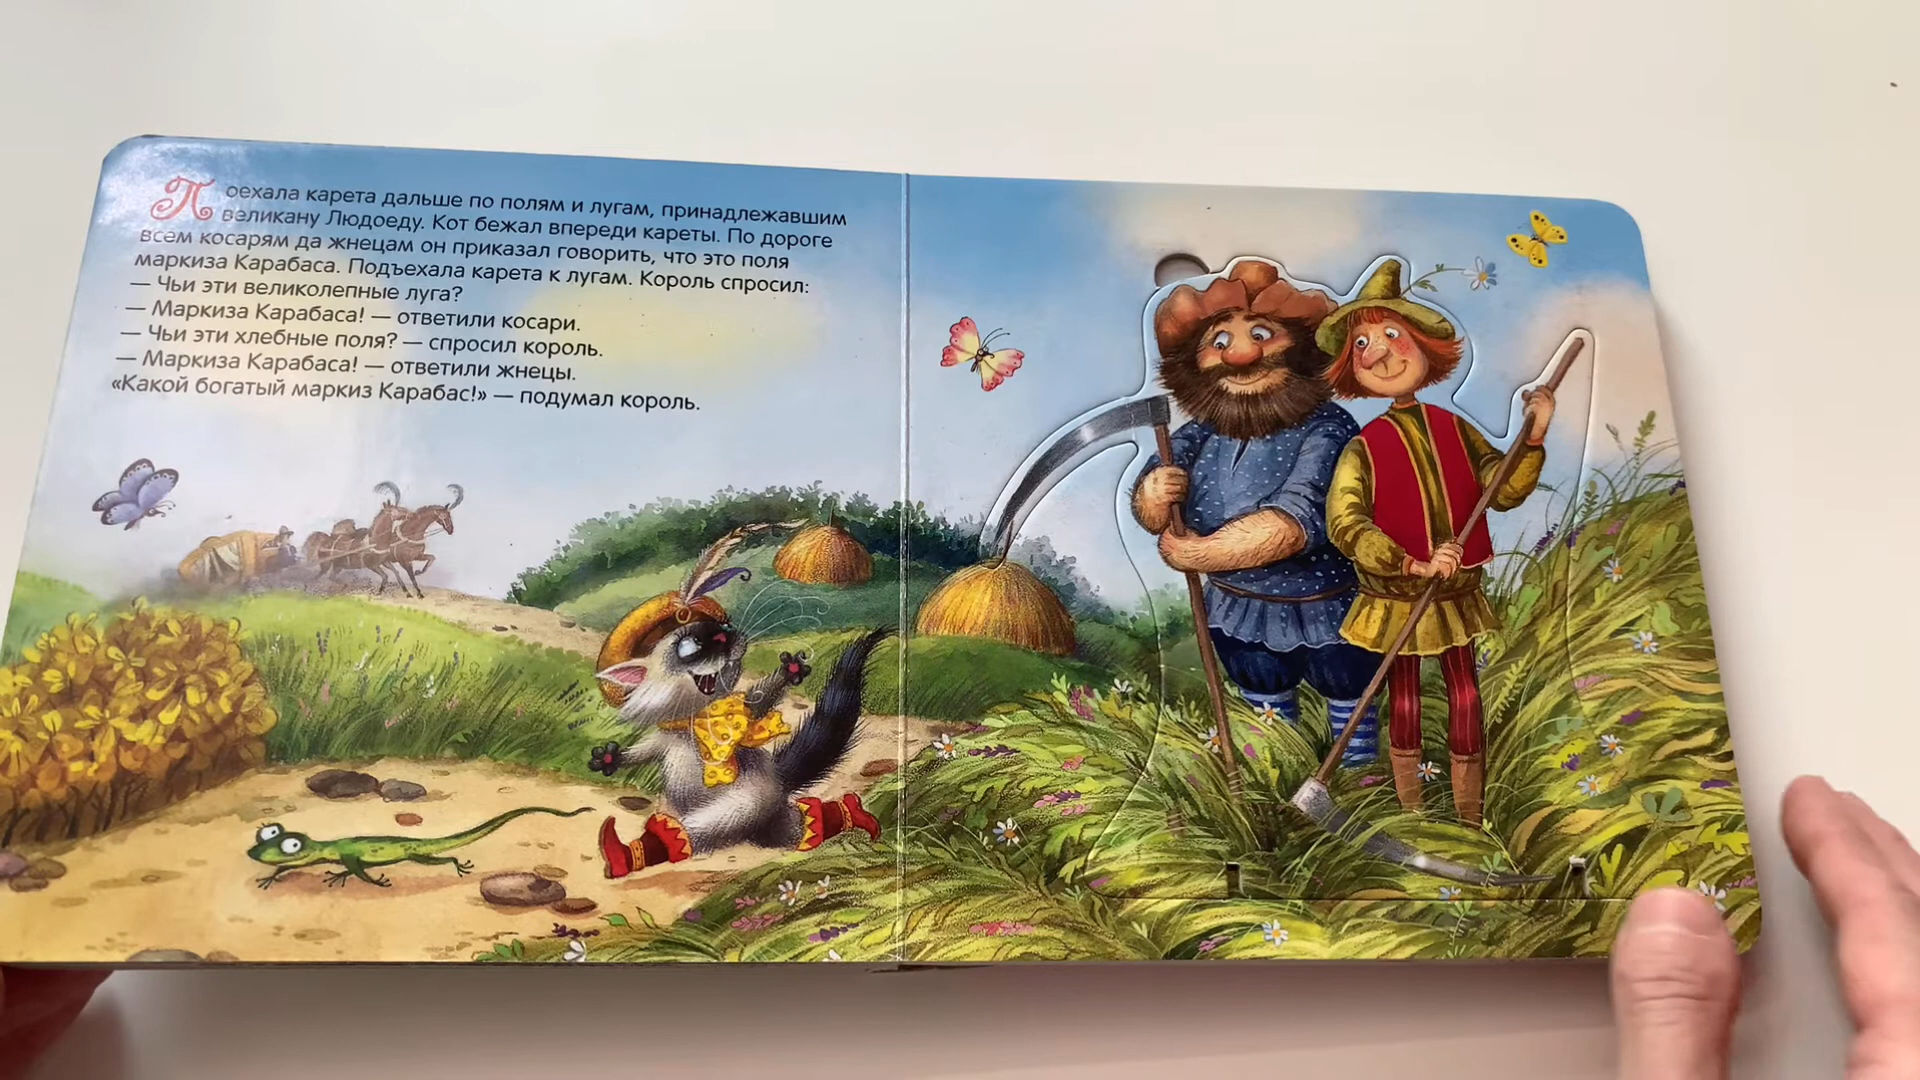 Поехала карета дальше по полям и лугам, принадлежавшим
великану Людоеду. Кот бежал впереди кареты. По дороге
всем косарям да жнецам он приказал говорить, что это поля
маркиза Карабаса. Подъехала карета к лугам. Король спросил:
— Чьи эти великолепные луга?
— Маркиза Карабаса! — ответили косари.
— Чьи эти хлебные поля? — спросил король.
— Маркиза Карабаса! — ответили жнецы.
«Какой богатый маркиз Карабас!» — подумал король.